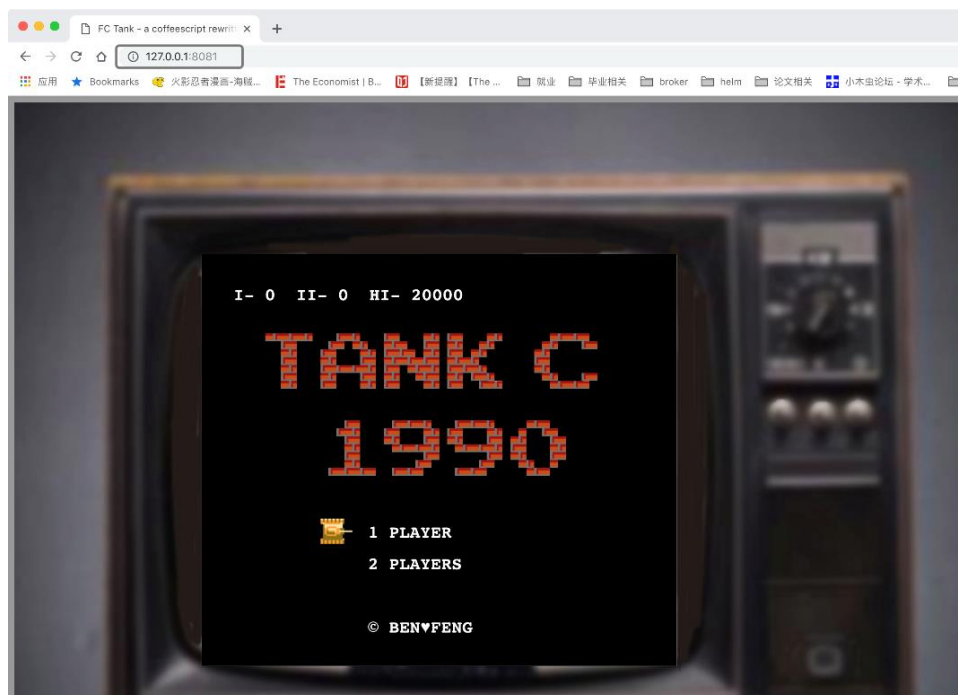 FC Tank - a coffeescript rewrit
127.0.0.1:8081
应用 Bookmarks 火影忍者漫画-海贼... The Economist | B... 【新提醒】【The ... 就业 毕业相关 broker helm 论文相关 小木虫论坛 - 学术...
I- 0 II- 0 HI- 20000
TANK C
1990
1 PLAYER
2 PLAYERS
© BEN♥FENG